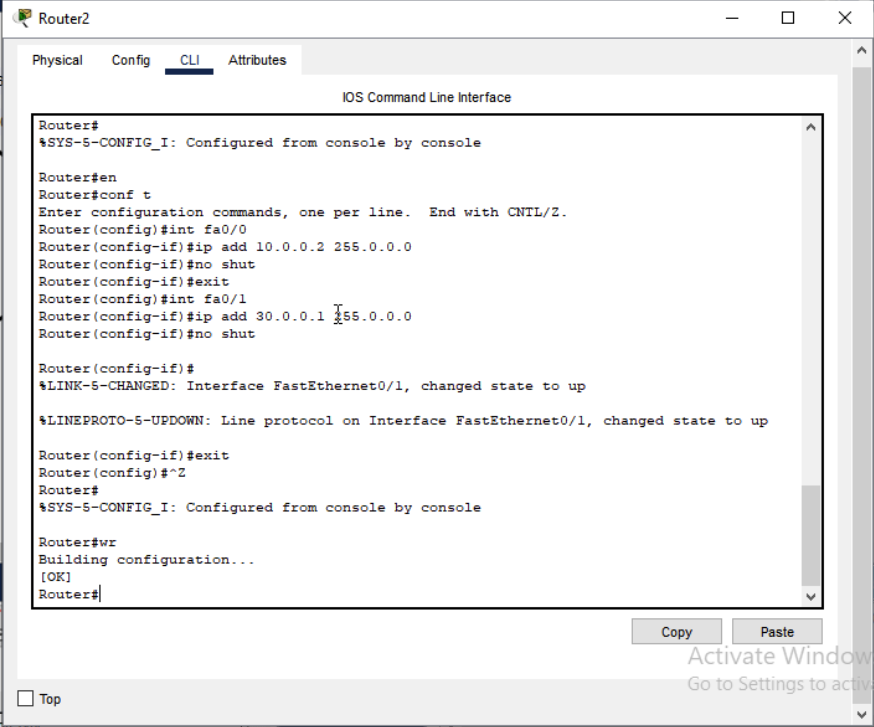 Router2
Physical Config CLI Attributes
IOS Command Line Interface
Router#
%SYS-5-CONFIG_I: Configured from console by console
Router#en
Router#conf t
Enter configuration commands, one per line. End with CNTL/Z.
Router(config)#int fa0/0
Router(config-if)#ip add 10.0.0.2 255.0.0.0
Router(config-if)#no shut
Router(config-if)#exit
Router(config)#int fa0/1
Router(config-if)#ip add 30.0.0.1 255.0.0.0
Router(config-if)#no shut
Router(config-if)#
%LINK-5-CHANGED: Interface FastEthernet0/1, changed state to up
%LINEPROTO-5-UPDOWN: Line protocol on Interface FastEthernet0/1, changed state to up
Router(config-if)#exit
Router(config)#^Z
Router#
%SYS-5-CONFIG_I: Configured from console by console
Router#wr
Building configuration...
[OK]
Router#
Copy Paste
Activate Window
Go to Settings to activ
Top